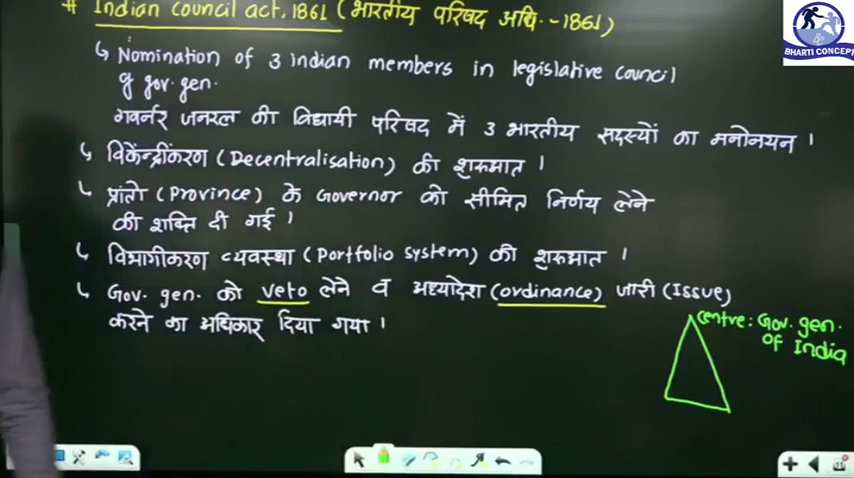 # Indian council act, 1861 (भारतीय परिषद अधि.-1861)
BHARTI CONCEPT
↳ Nomination of 3 Indian members in legislative council
of gov. gen.
गवर्नर जनरल की विधायी परिषद में 3 भारतीय सदस्यों का मनोनयन ।
↳ विकेन्द्रींकरण (Decentralisation) की शुरुआत ।
↳ प्रांतो (Province) के Governor को सीमित निर्णय लेने
की शक्ति दी गई ।
↳ विभागीकरण व्यवस्था (Portfolio system) की शुरुआत ।
↳ Gov. gen. को veto लेने व अध्यादेश (ordinance) जारी (Issue)
करने का अधिकार दिया गया ।
centre: Gov. gen.
of India